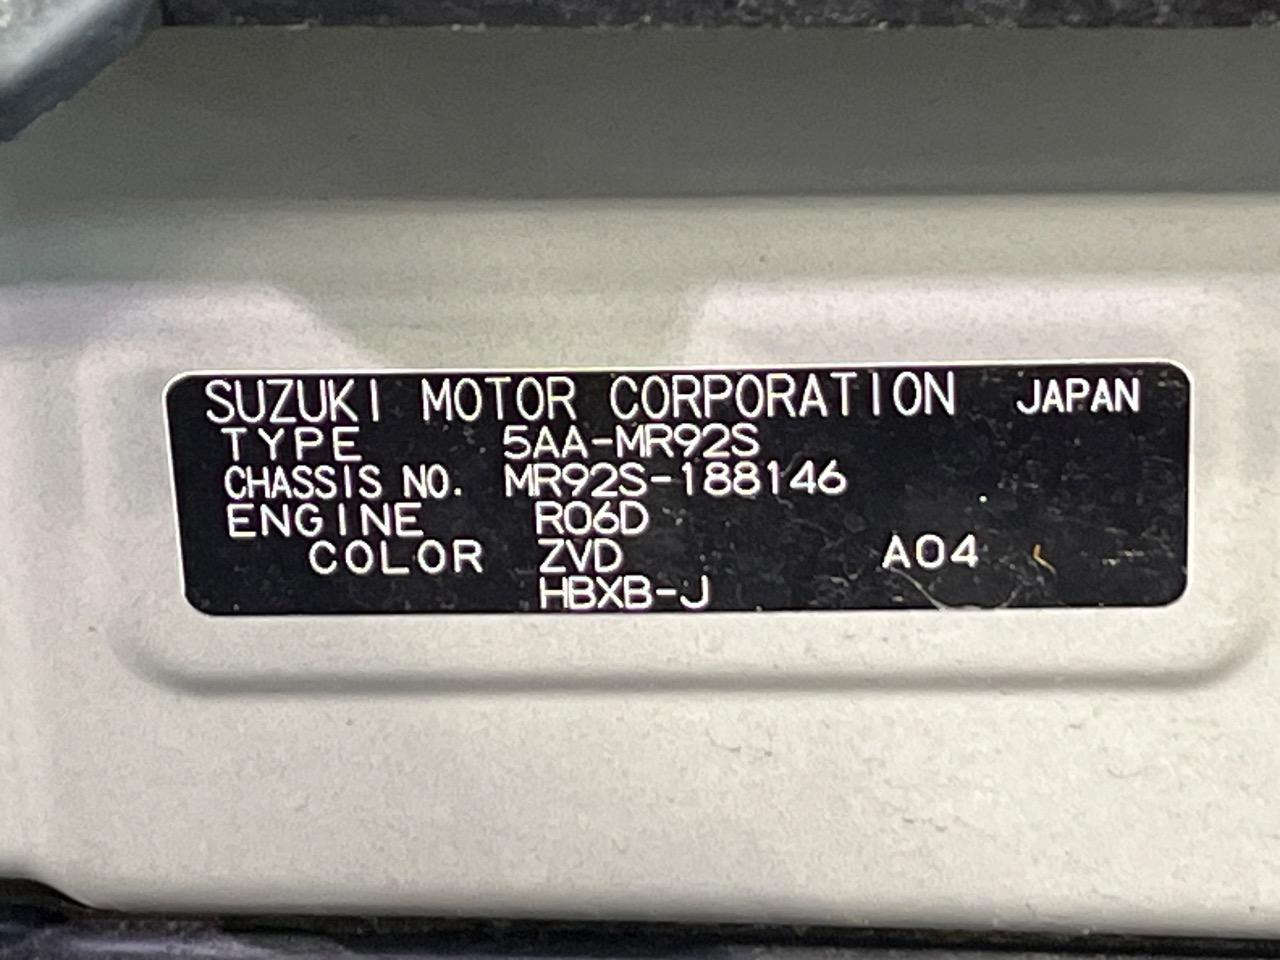 SUZUKI MOTOR CORPORATION JAPAN
TYPE 5AA-MR92S
CHASSIS NO. MR92S-188146
ENGINE R06D
COLOR ZVD A04
HBXB-J